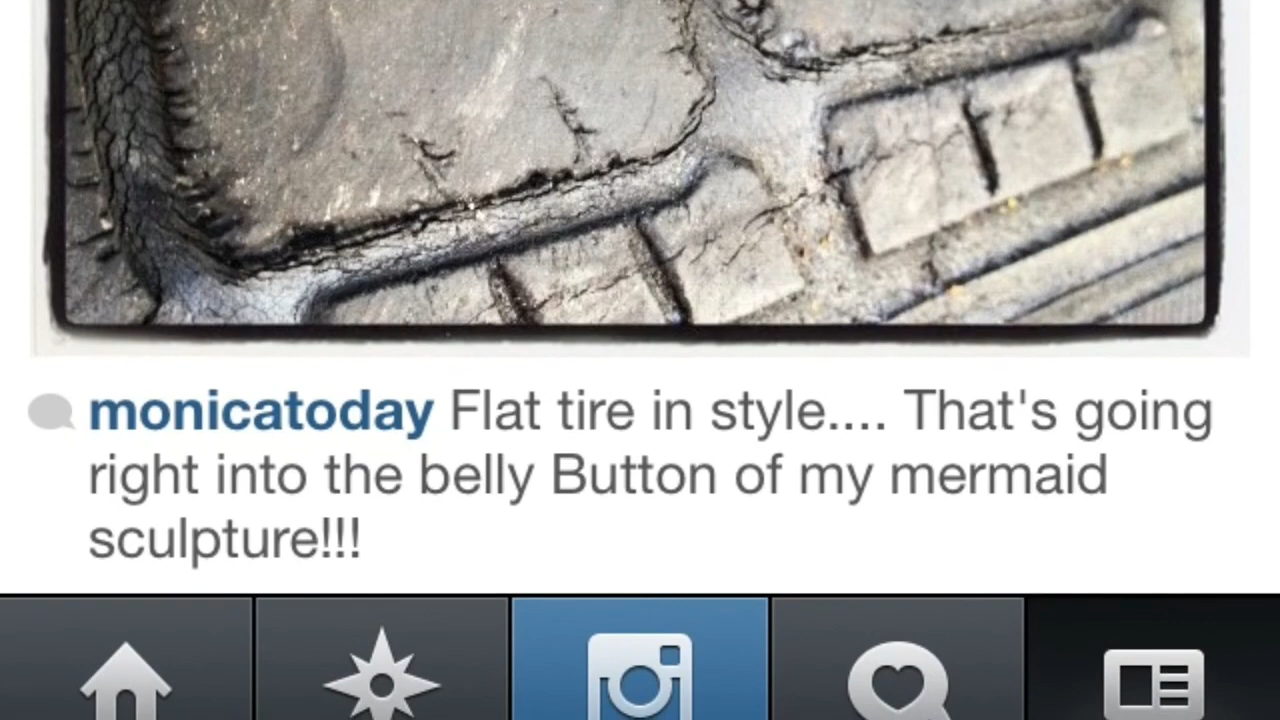 monicatoday Flat tire in style.... That's going
right into the belly Button of my mermaid
sculpture!!!